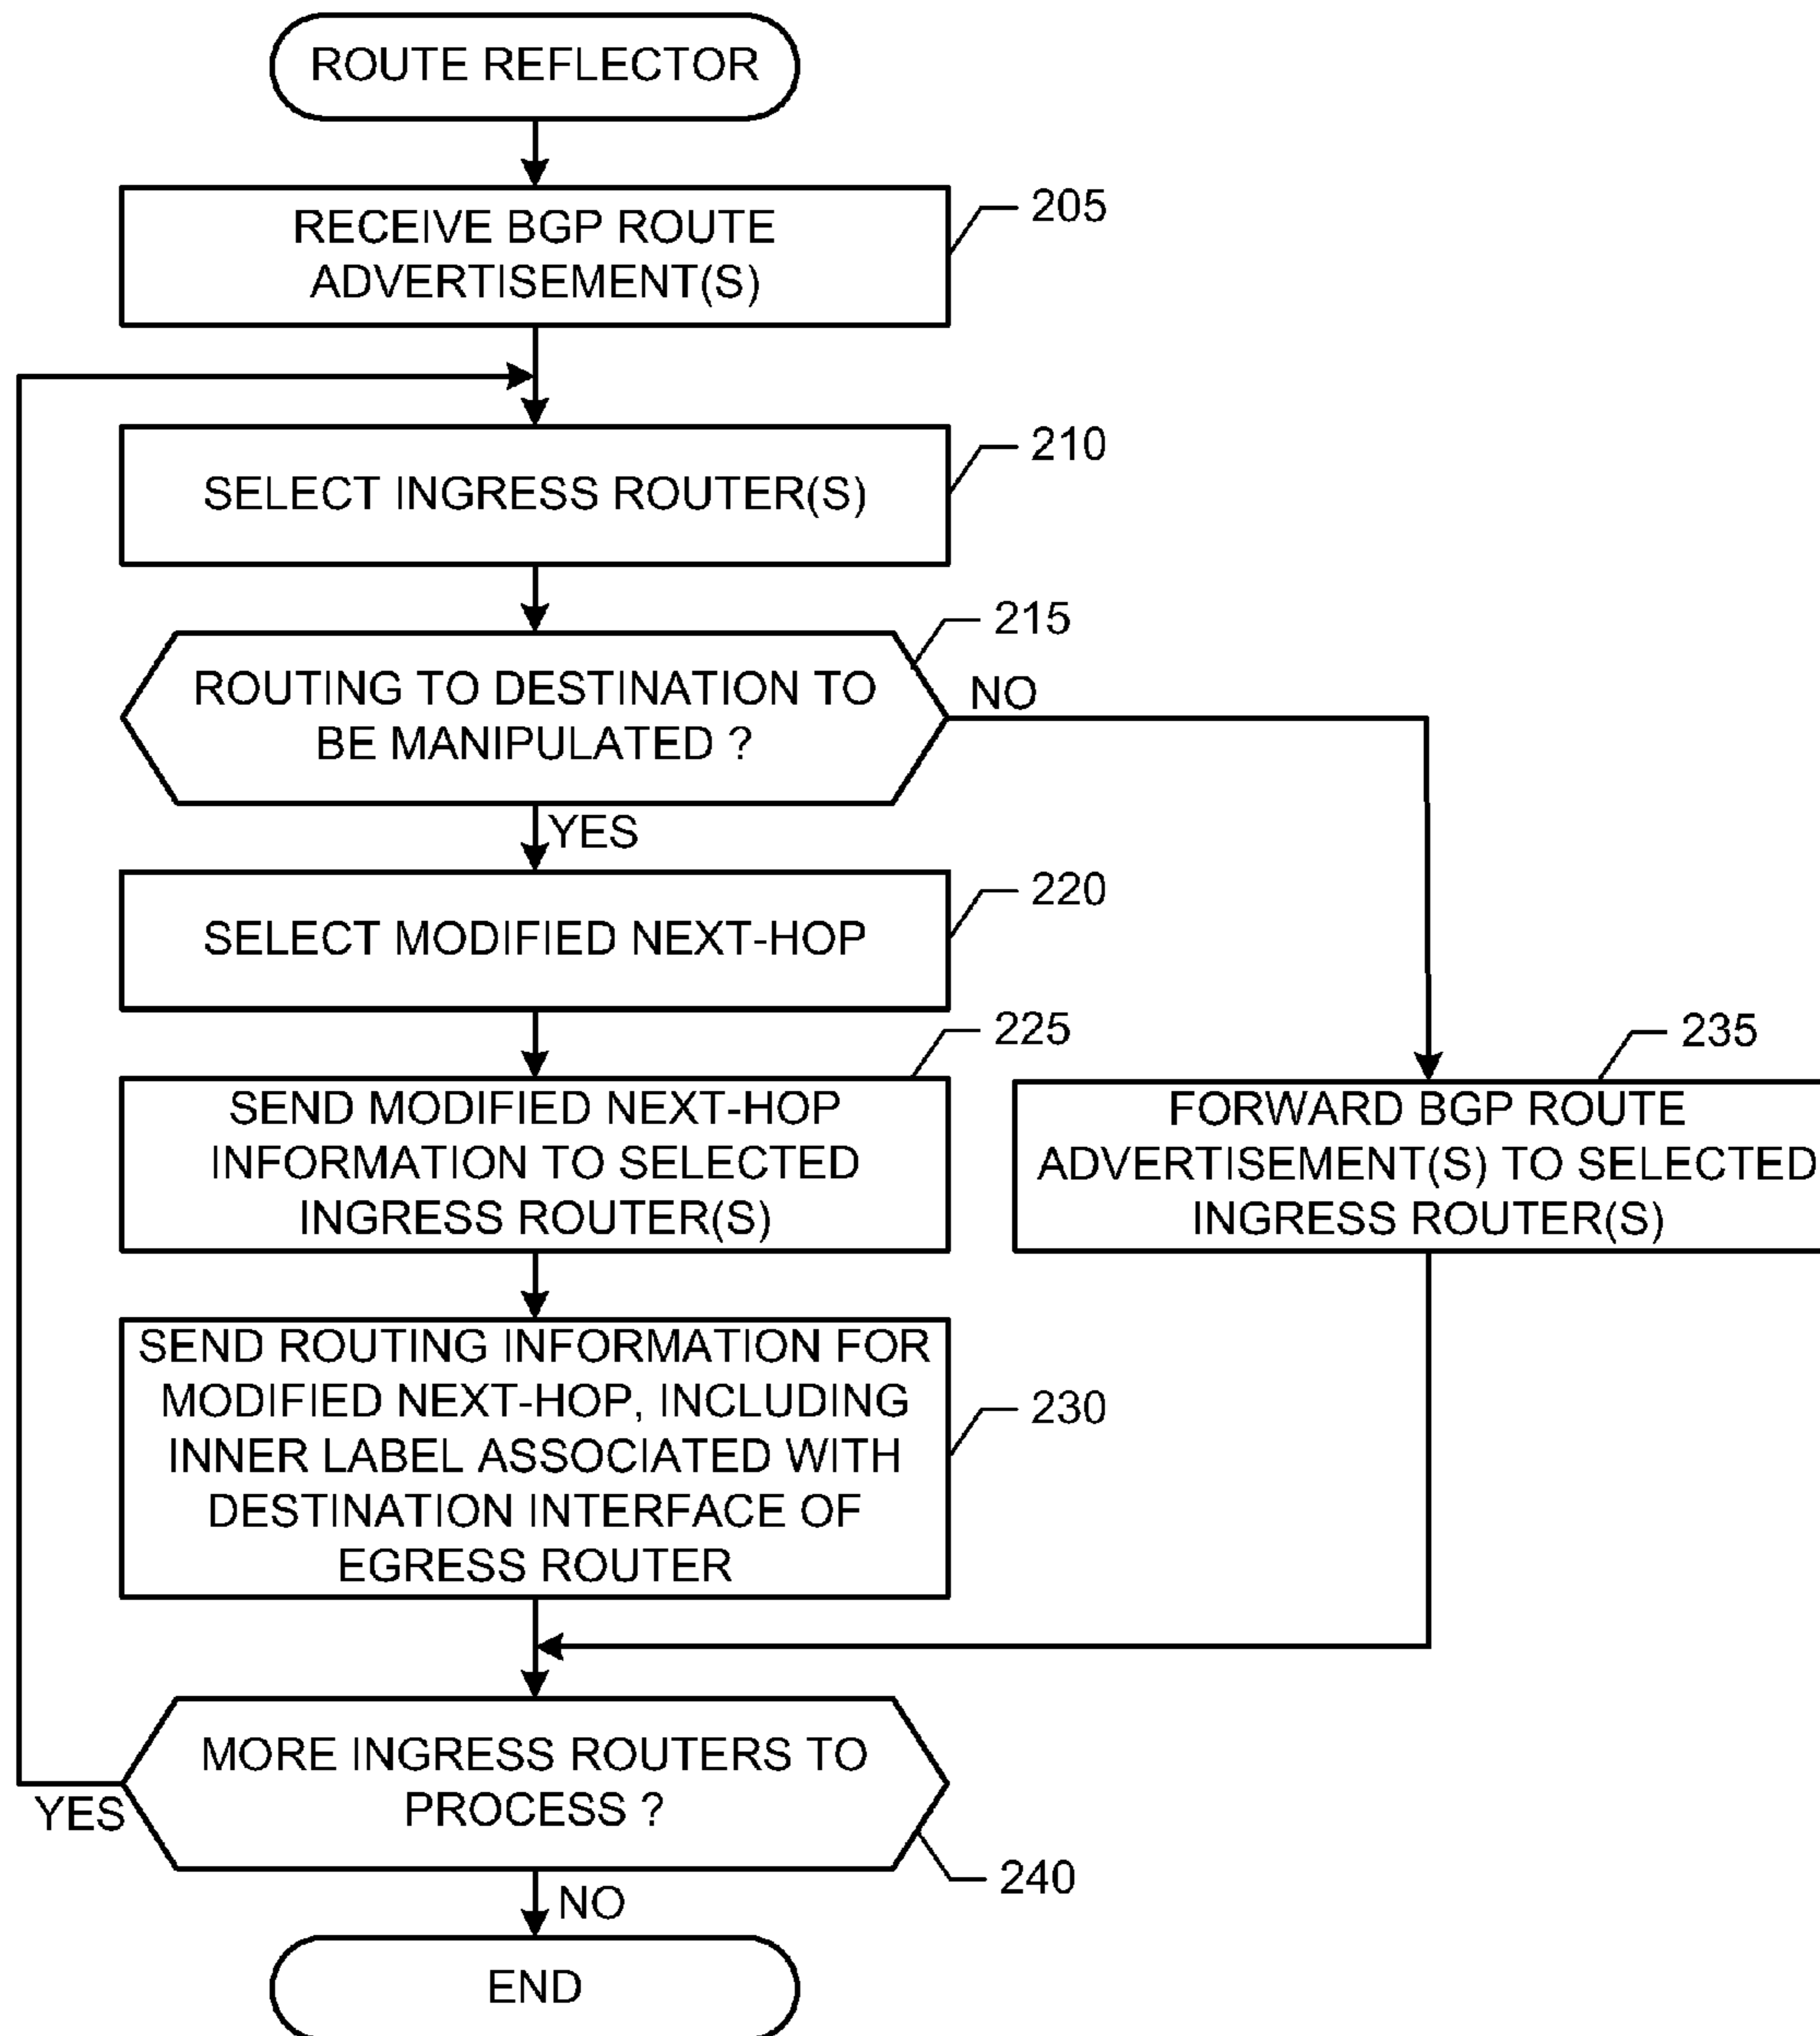 ROUTE REFLECTOR
RECEIVE BGP ROUTE
ADVERTISEMENT(S)
205
SELECT INGRESS ROUTER(S)
210
ROUTING TO DESTINATION TO
BE MANIPULATED ?
215
NO
YES
SELECT MODIFIED NEXT-HOP
220
SEND MODIFIED NEXT-HOP
INFORMATION TO SELECTED
INGRESS ROUTER(S)
225
FORWARD BGP ROUTE
ADVERTISEMENT(S) TO SELECTED
INGRESS ROUTER(S)
235
SEND ROUTING INFORMATION FOR
MODIFIED NEXT-HOP, INCLUDING
INNER LABEL ASSOCIATED WITH
DESTINATION INTERFACE OF
EGRESS ROUTER
230
MORE INGRESS ROUTERS TO
PROCESS ?
YES
240
NO
END